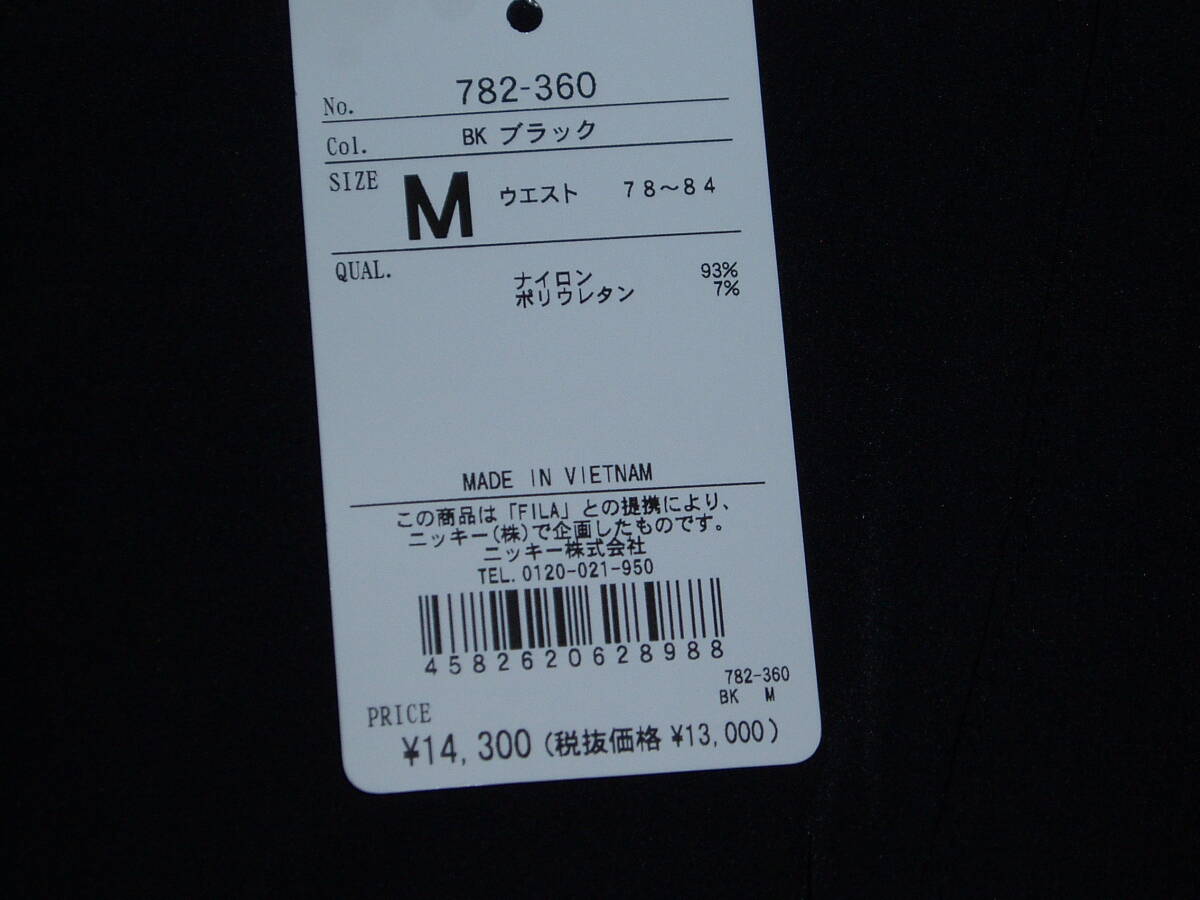 No. 782-360
Col. BK ブラック
SIZE M ウエスト 78〜84
QUAL. ナイロン 93%
ポリウレタン 7%
MADE IN VIETNAM
この商品は「FILA」との提携により、
ニッキー(株)で企画したものです。
ニッキー株式会社
TEL. 0120-021-950
4582620628988
782-360
BK M
PRICE
¥14,300 (税抜価格 ¥13,000)